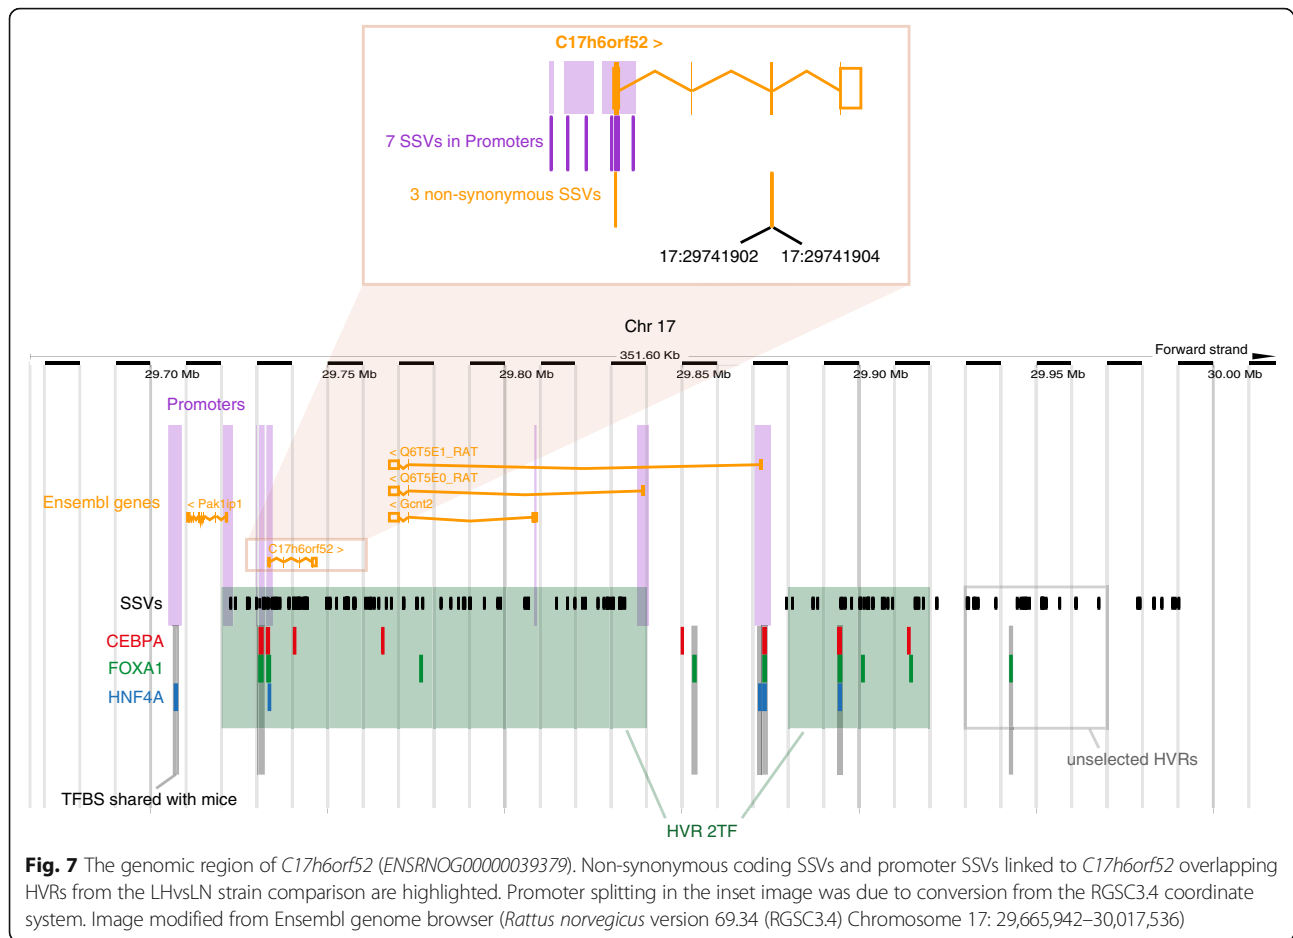 C17h6orf52 >
7 SSVs in Promoters
3 non-synonymous SSVs
17:29741902 17:29741904
Chr 17
351.60 Kb
Forward strand
29.70 Mb 29.75 Mb 29.80 Mb 29.85 Mb 29.90 Mb 29.95 Mb 30.00 Mb
Promoters
< Q6T5E1_RAT
< Q6T5E0_RAT
Ensembl genes < Pak1ip1 < Gcnt2
C17h6orf52 >
SSVs
CEBPA
FOXA1
HNF4A
unselected HVRs
TFBS shared with mice
HVR 2TF
Fig. 7 The genomic region of C17h6orf52 (ENSRNOG00000039379). Non-synonymous coding SSVs and promoter SSVs linked to C17h6orf52 overlapping
HVRs from the LHvsLN strain comparison are highlighted. Promoter splitting in the inset image was due to conversion from the RGSC3.4 coordinate
system. Image modified from Ensembl genome browser (Rattus norvegicus version 69.34 (RGSC3.4) Chromosome 17: 29,665,942–30,017,536)